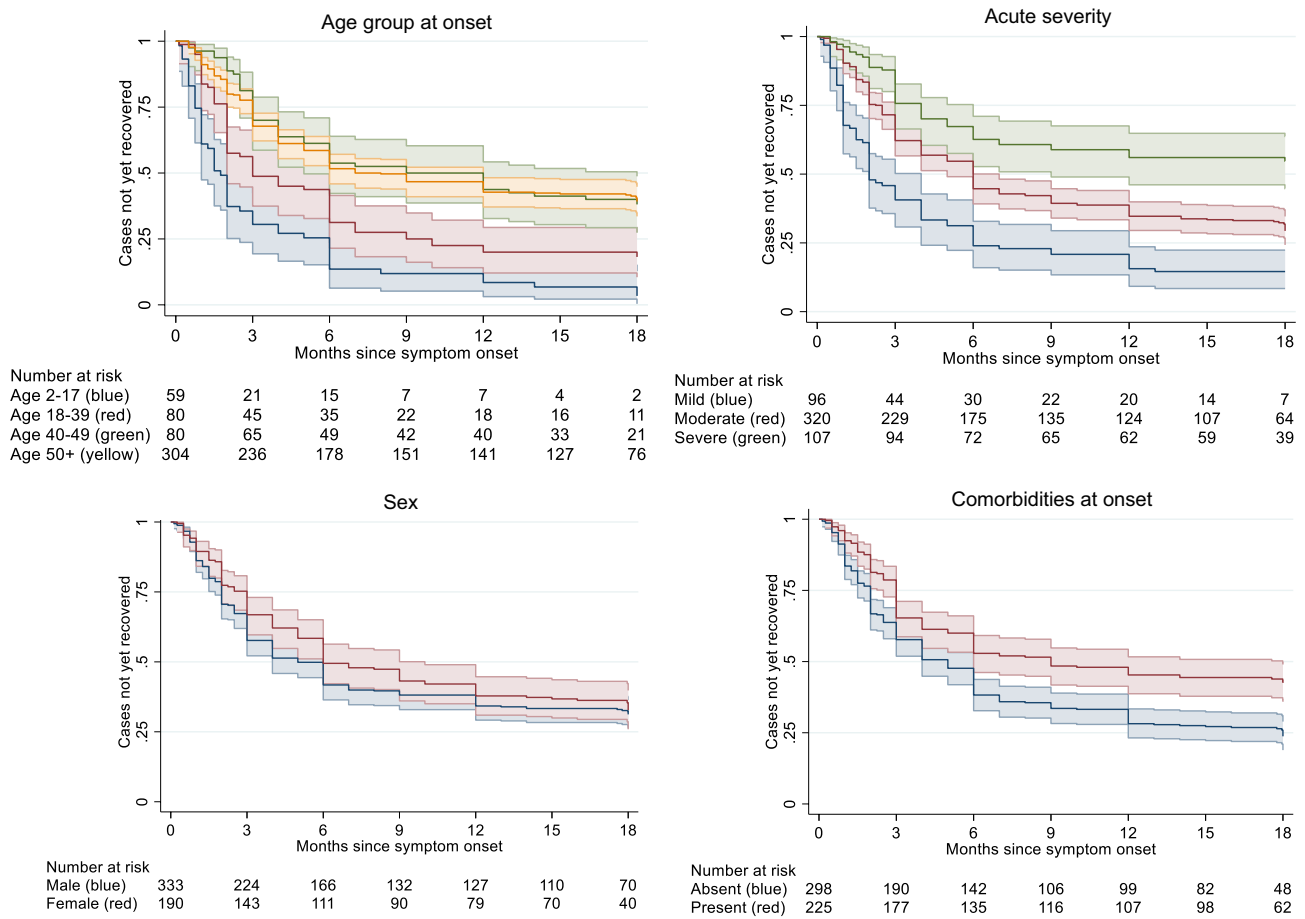 Age group at onset
Cases not yet recovered
1
.75
.5
.25
0
0 3 6 9 12 15 18
Months since symptom onset
Number at risk
Age 2-17 (blue) 59 21 15 7 7 4 2
Age 18-39 (red) 80 45 35 22 18 16 11
Age 40-49 (green) 80 65 49 42 40 33 21
Age 50+ (yellow) 304 236 178 151 141 127 76
Acute severity
Cases not yet recovered
1
.75
.5
.25
0
0 3 6 9 12 15 18
Months since symptom onset
Number at risk
Mild (blue) 96 44 30 22 20 14 7
Moderate (red) 320 229 175 135 124 107 64
Severe (green) 107 94 72 65 62 59 39
Sex
Cases not yet recovered
1
.75
.5
.25
0
0 3 6 9 12 15 18
Months since symptom onset
Number at risk
Male (blue) 333 224 166 132 127 110 70
Female (red) 190 143 111 90 79 70 40
Comorbidities at onset
Cases not yet recovered
1
.75
.5
.25
0
0 3 6 9 12 15 18
Months since symptom onset
Number at risk
Absent (blue) 298 190 142 106 99 82 48
Present (red) 225 177 135 116 107 98 62